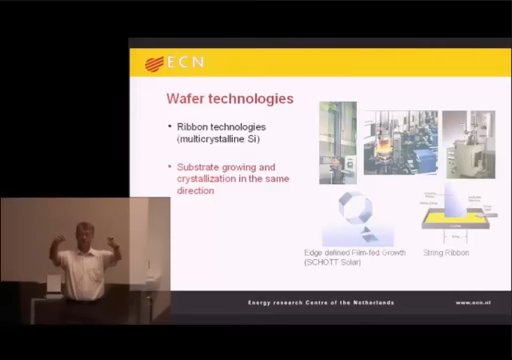 ECN
Wafer technologies
• Ribbon technologies
(multicrystalline Si)
• Substrate growing and
crystallization in the same
direction
Edge defined Film-fed Growth
(SCHOTT Solar)
String Ribbon
Energy research Centre of the Netherlands
www.ecn.nl